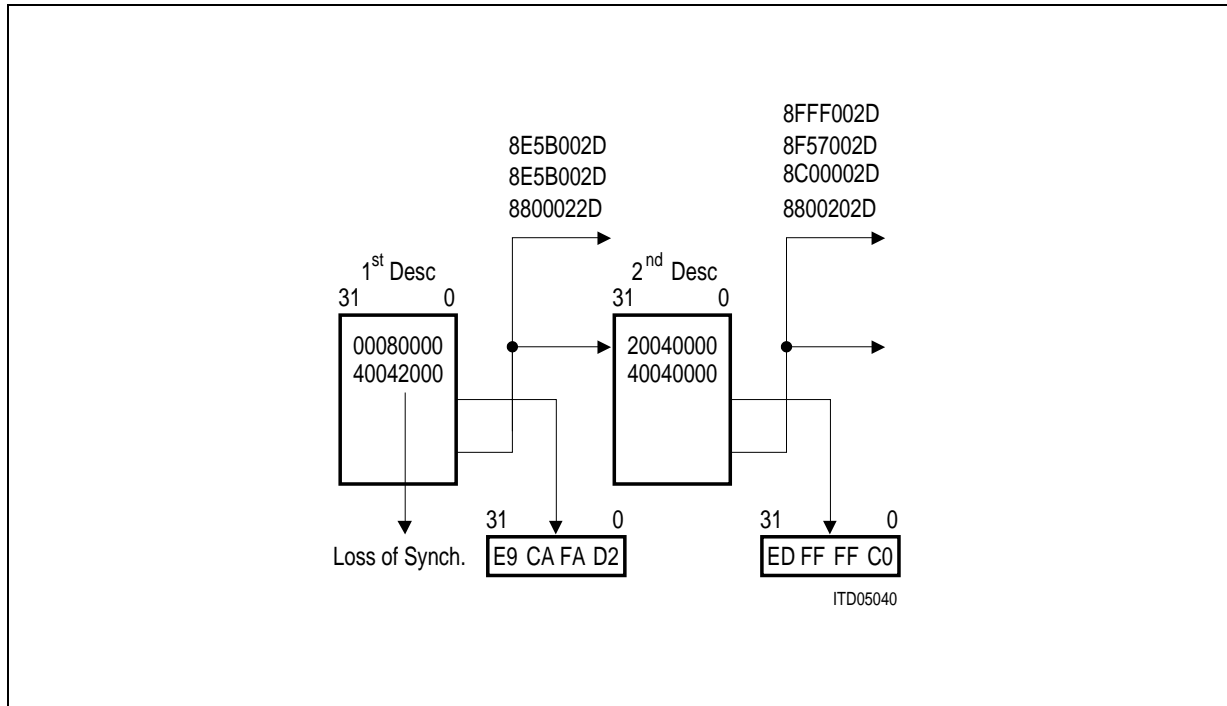 8FFF002D
8E5B002D
8F57002D
8E5B002D
8C00002D
8800022D
8800202D
1st Desc
2nd Desc
31 0
31 0
00080000
20040000
40042000
40040000
31 0
31 0
Loss of Synch.
E9 CA FA D2
ED FF FF C0
ITD05040